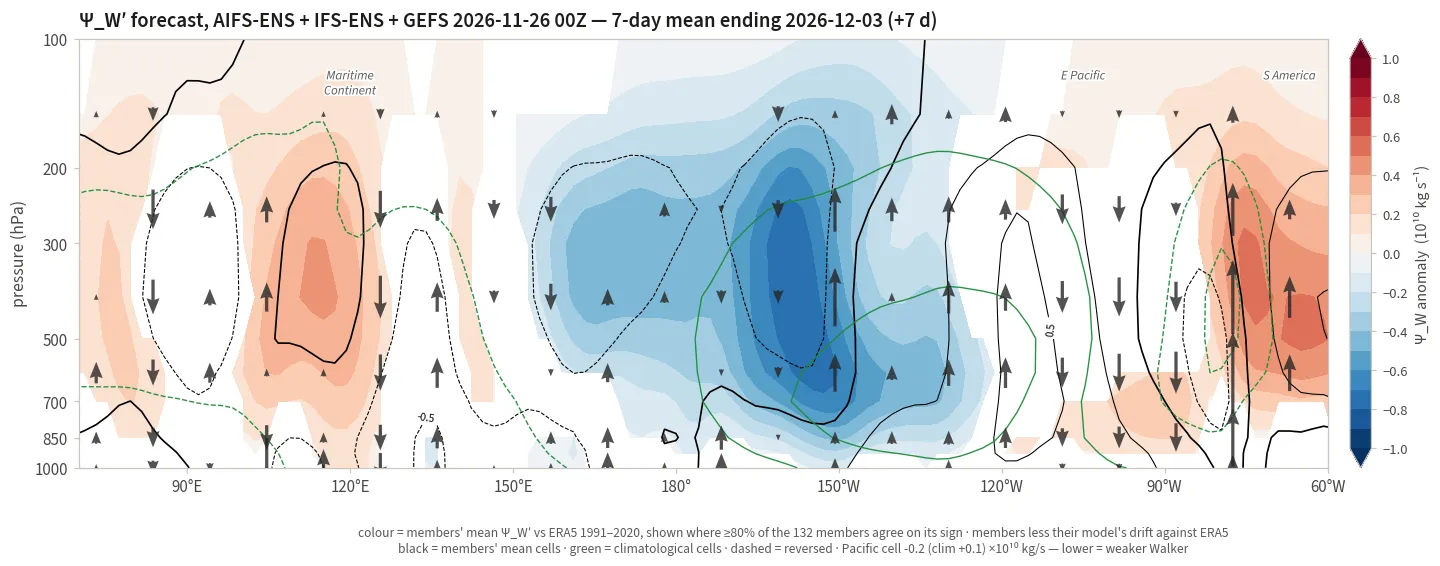 Ψ_W′ forecast, AIFS-ENS + IFS-ENS + GEFS 2026-11-26 00Z — 7-day mean ending 2026-12-03 (+7 d)
100
200
300
400
500
700
850
1000
pressure (hPa)
Maritime
Continent
E Pacific
S America
-0.5
0.5
90°E
120°E
150°E
180°
150°W
120°W
90°W
60°W
1.0
0.8
0.6
0.4
0.2
0.0
−0.2
−0.4
−0.6
−0.8
−1.0
Ψ_W anomaly (10¹⁰ kg s⁻¹)
colour = members' mean Ψ_W′ vs ERA5 1991–2020, shown where ≥80% of the 132 members agree on its sign · members less their model's drift against ERA5
black = members' mean cells · green = climatological cells · dashed = reversed · Pacific cell -0.2 (clim +0.1) ×10¹⁰ kg/s — lower = weaker Walker